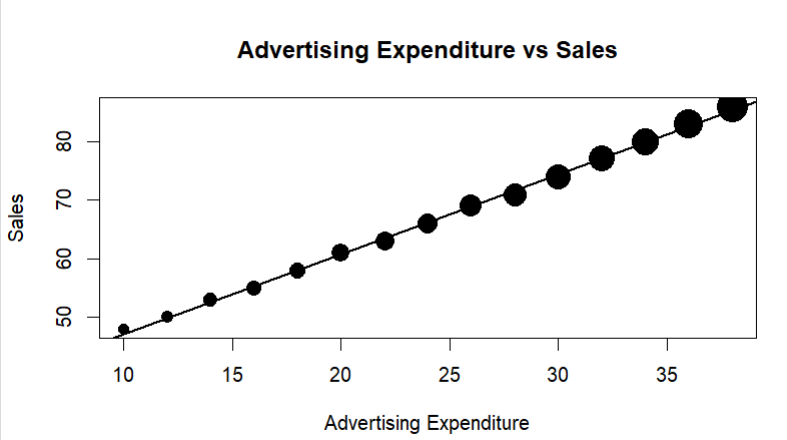 Advertising Expenditure vs Sales
Sales
80
70
60
50
10 15 20 25 30 35
Advertising Expenditure